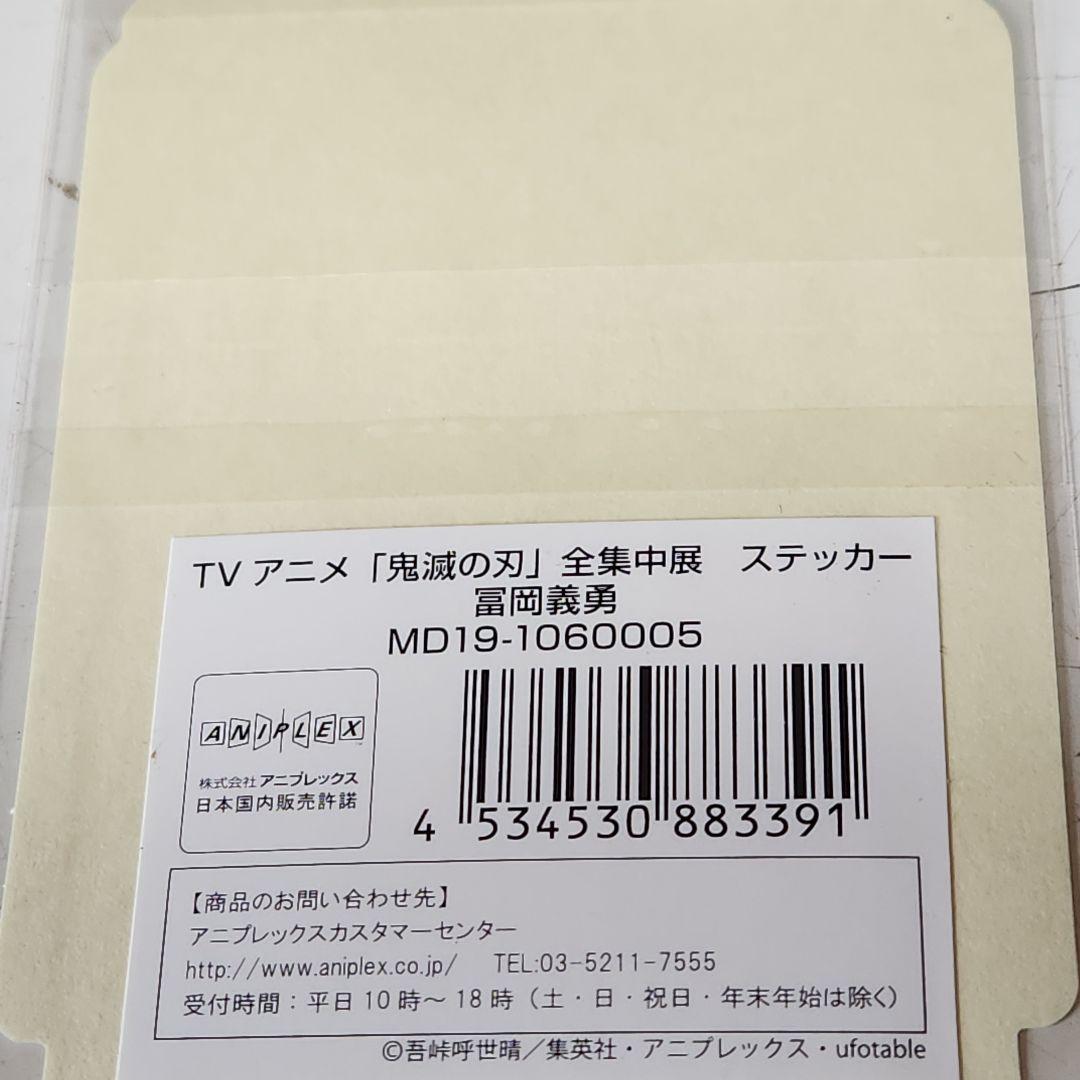 TVアニメ「鬼滅の刃」全集中展　ステッカー
冨岡義勇
MD19-1060005
ANIPLEX
株式会社 アニプレックス
日本国内販売許諾
4 534530 883391
【商品のお問い合わせ先】
アニプレックスカスタマーセンター
http://www.aniplex.co.jp/　TEL:03-5211-7555
受付時間：平日10時～18時（土・日・祝日・年末年始は除く）
©吾峠呼世晴／集英社・アニプレックス・ufotable